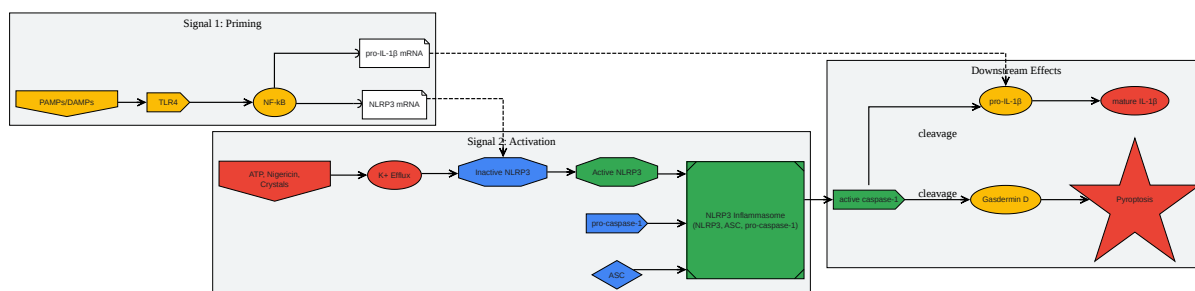 Signal 1: Priming
pro-IL-1β mRNA
PAMPs/DAMPs
TLR4
NF-kB
NLRP3 mRNA
Signal 2: Activation
ATP, Nigericin,
Crystals
K+ Efflux
Inactive NLRP3
Active NLRP3
pro-caspase-1
ASC
NLRP3 Inflammasome
(NLRP3, ASC, pro-caspase-1)
Downstream Effects
pro-IL-1β
mature IL-1β
cleavage
active caspase-1
cleavage
Gasdermin D
Pyroptosis